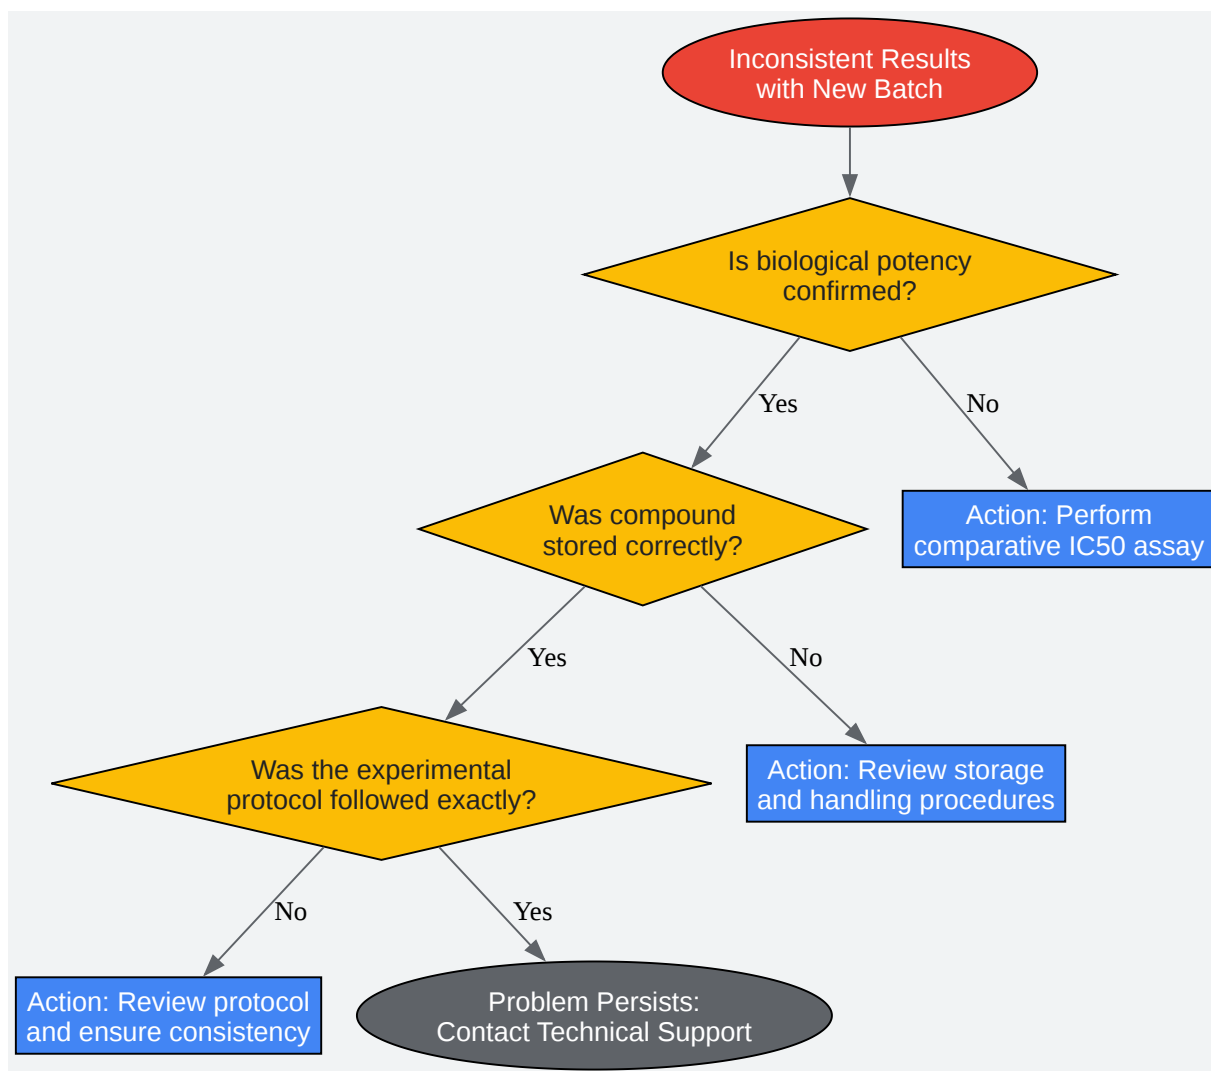 Inconsistent Results
with New Batch
Is biological potency
confirmed?
Yes
No
Was compound
stored correctly?
Action: Perform
comparative IC50 assay
Yes
No
Was the experimental
protocol followed exactly?
Action: Review storage
and handling procedures
No
Yes
Action: Review protocol
and ensure consistency
Problem Persists:
Contact Technical Support